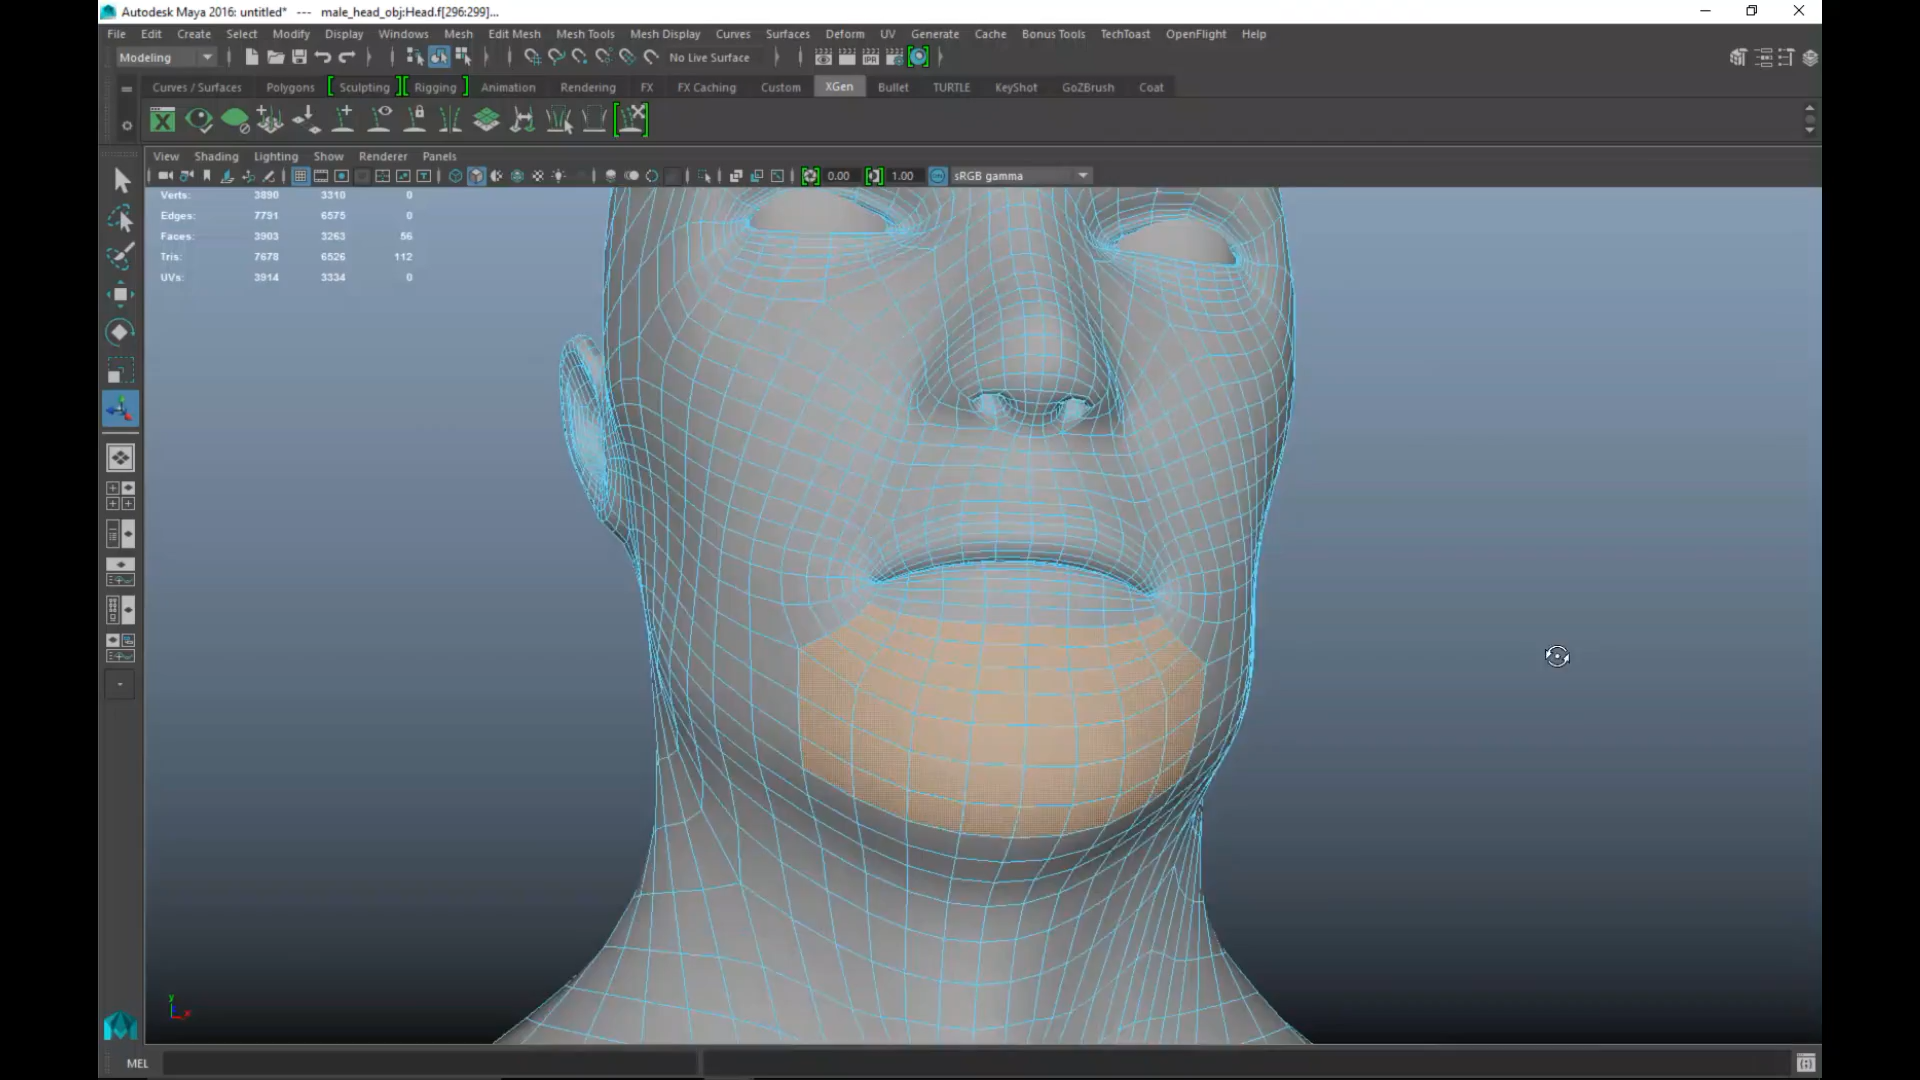 Autodesk Maya 2016: untitled*   ---   male_head_obj:Head.f[296:299]...
File Edit Create Select Modify Display Windows Mesh Edit Mesh Mesh Tools Mesh Display Curves Surfaces Deform UV Generate Cache Bonus Tools TechToast OpenFlight Help
Modeling No Live Surface
Curves / Surfaces Polygons Sculpting Rigging Animation Rendering FX FX Caching Custom XGen Bullet TURTLE KeyShot GoZBrush Coat
View Shading Lighting Show Renderer Panels
0.00 1.00 sRGB gamma
Verts: 3890 3310 0
Edges: 7791 6575 0
Faces: 3903 3263 56
Tris: 7678 6526 112
UVs: 3914 3334 0
y
x
MEL